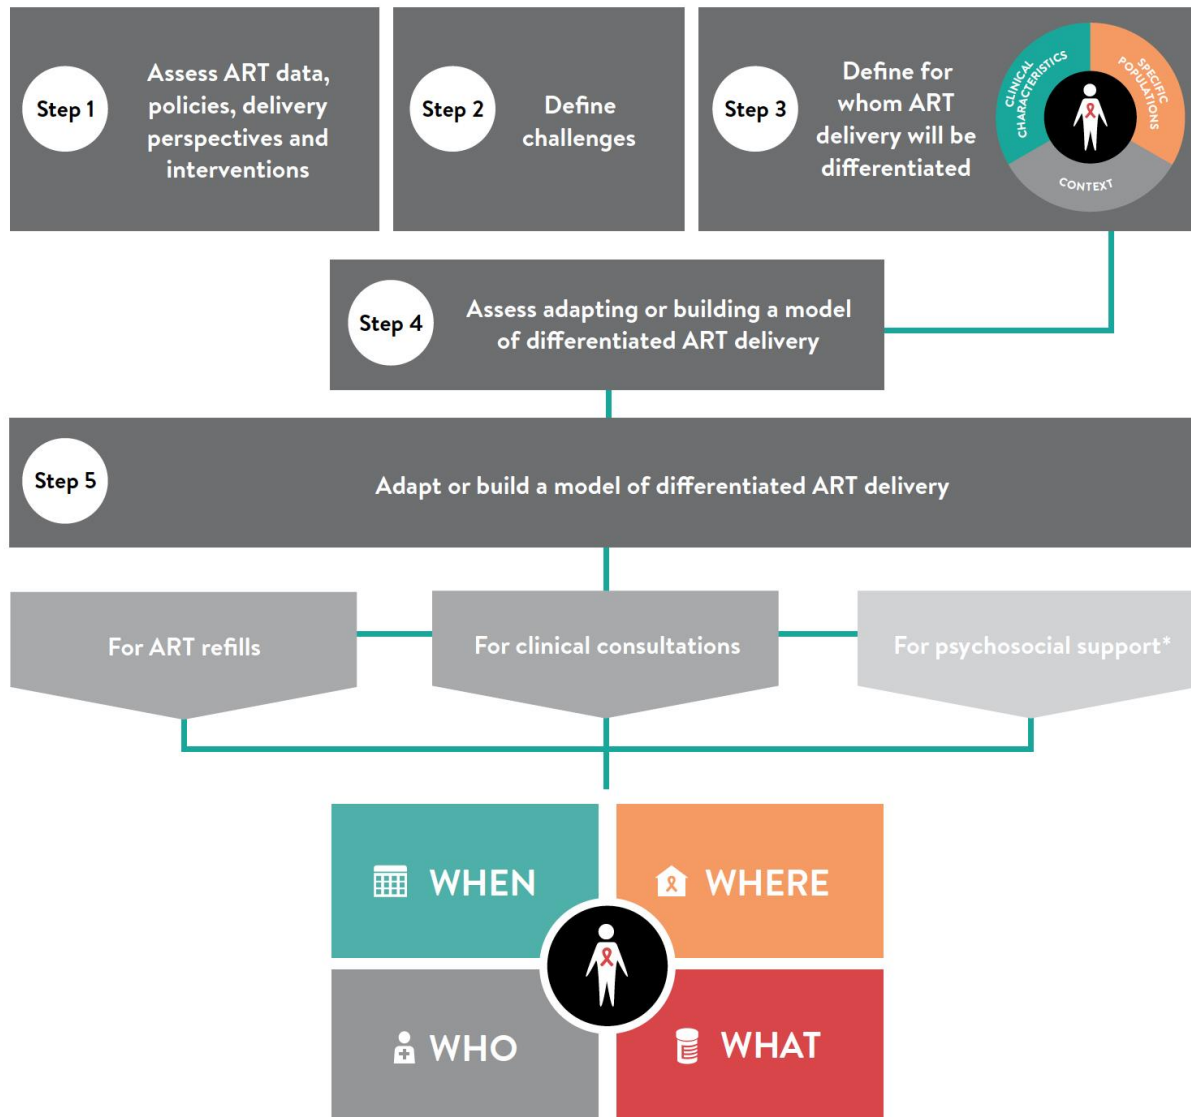 Step 1
Assess ART data,
policies, delivery
perspectives and
interventions
Step 2
Define
challenges
Step 3
Define for
whom ART
delivery will be
differentiated
CLINICAL
CHARACTERISTICS
SPECIFIC
POPULATIONS
CONTEXT
Step 4
Assess adapting or building a model
of differentiated ART delivery
Step 5
Adapt or build a model of differentiated ART delivery
For ART refills
For clinical consultations
For psychosocial support*
WHEN
WHERE
WHO
WHAT